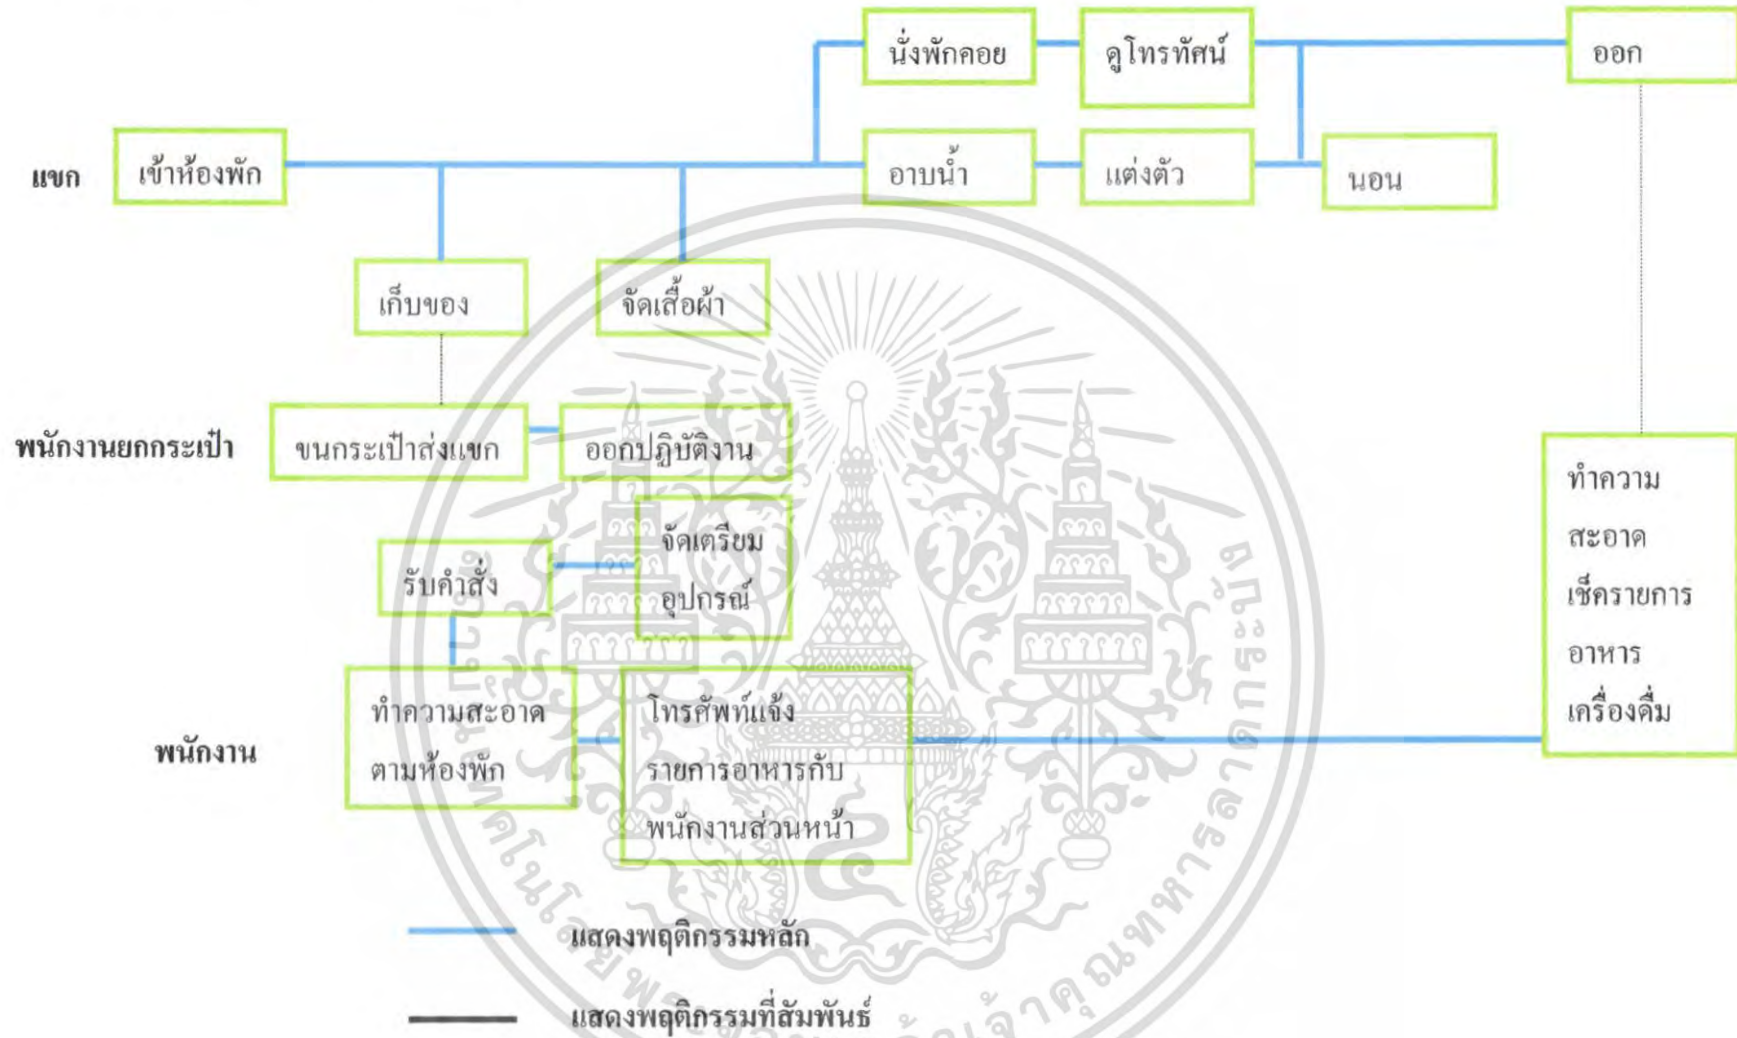 นั่งพักคอย
ดูโทรทัศน์
ออก
แขก
เข้าห้องพัก
อาบน้ำ
แต่งตัว
นอน
เก็บของ
จัดเสื้อผ้า
พนักงานยกกระเป๋า
ขนกระเป๋าส่งแขก
ออกปฏิบัติงาน
รับคำสั่ง
จัดเตรียม
อุปกรณ์
พนักงาน
ทำความสะอาด
ตามห้องพัก
โทรศัพท์แจ้ง
รายการอาหารกับ
พนักงานส่วนหน้า
ทำความ
สะอาด
เช็ครายการ
อาหาร
เครื่องดื่ม
แสดงพฤติกรรมหลัก
แสดงพฤติกรรมที่สัมพันธ์